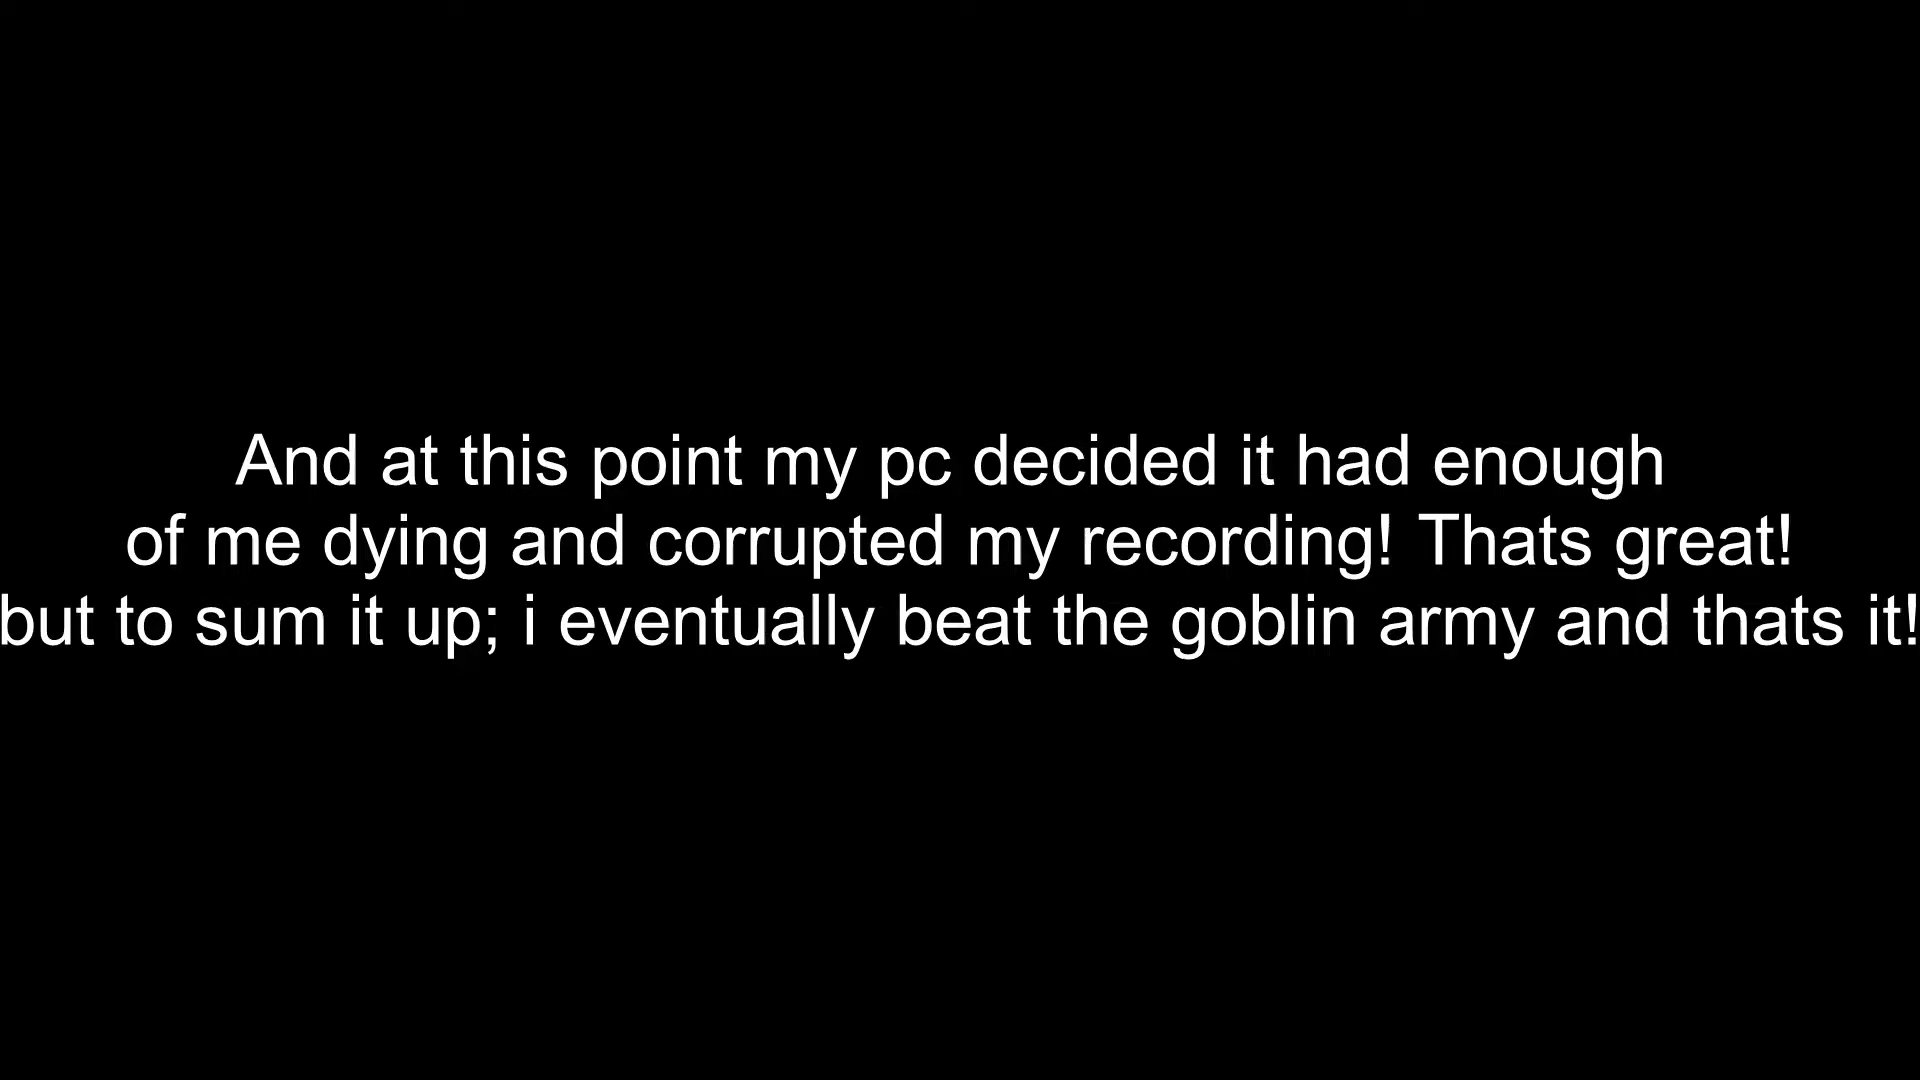 And at this point my pc decided it had enough
of me dying and corrupted my recording! Thats great!
but to sum it up; i eventually beat the goblin army and thats it!